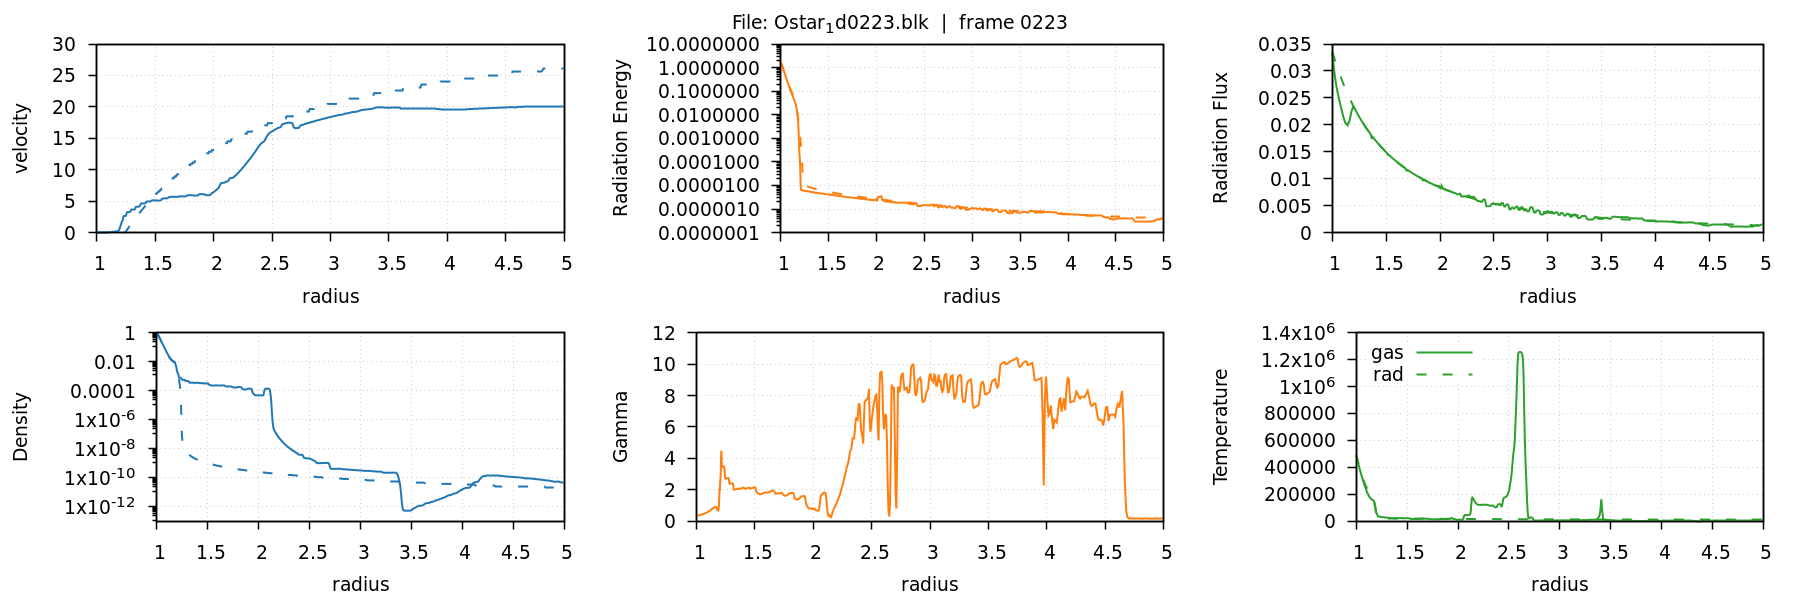 File: Ostar₁d0223.blk | frame 0223
velocity
30
25
20
15
10
5
0
1 1.5 2 2.5 3 3.5 4 4.5 5
radius
Radiation Energy
10.0000000
1.0000000
0.1000000
0.0100000
0.0010000
0.0001000
0.0000100
0.0000010
0.0000001
1 1.5 2 2.5 3 3.5 4 4.5 5
radius
Radiation Flux
0.035
0.03
0.025
0.02
0.015
0.01
0.005
0
1 1.5 2 2.5 3 3.5 4 4.5 5
radius
Density
1
0.01
0.0001
1x10⁻⁶
1x10⁻⁸
1x10⁻¹⁰
1x10⁻¹²
1 1.5 2 2.5 3 3.5 4 4.5 5
radius
Gamma
12
10
8
6
4
2
0
1 1.5 2 2.5 3 3.5 4 4.5 5
radius
Temperature
1.4x10⁶
1.2x10⁶
1x10⁶
800000
600000
400000
200000
0
gas
rad
1 1.5 2 2.5 3 3.5 4 4.5 5
radius